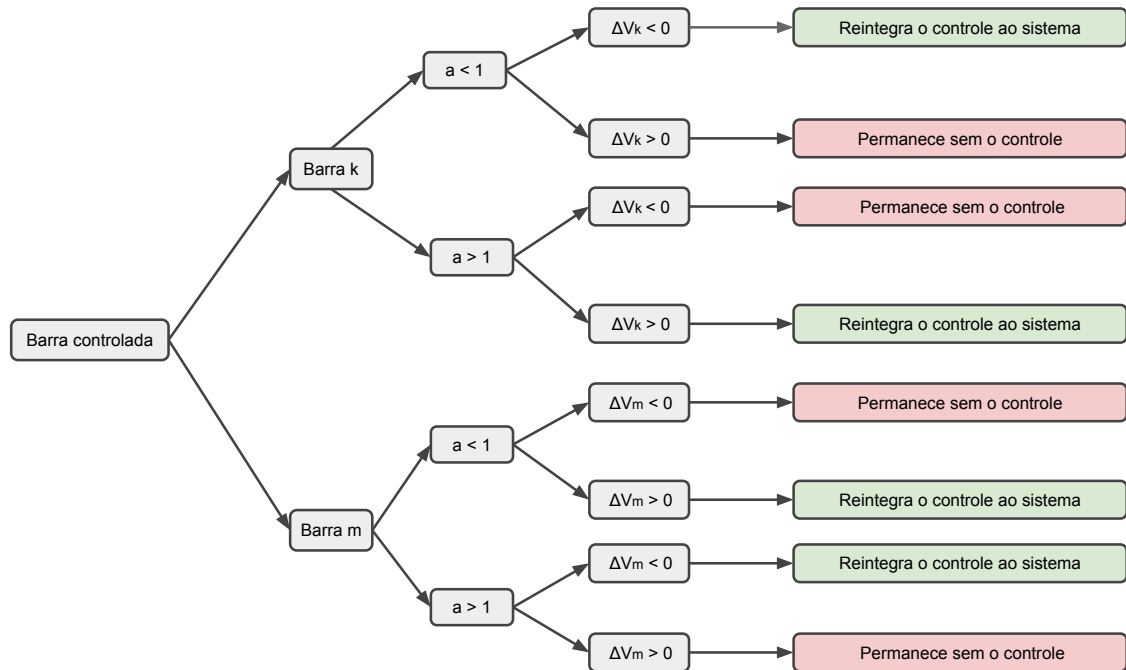 ΔVk < 0
Reintegra o controle ao sistema
a < 1
ΔVk > 0
Permanece sem o controle
Barra k
ΔVk < 0
Permanece sem o controle
a > 1
ΔVk > 0
Reintegra o controle ao sistema
Barra controlada
ΔVm < 0
Permanece sem o controle
a < 1
ΔVm > 0
Reintegra o controle ao sistema
Barra m
ΔVm < 0
Reintegra o controle ao sistema
a > 1
ΔVm > 0
Permanece sem o controle